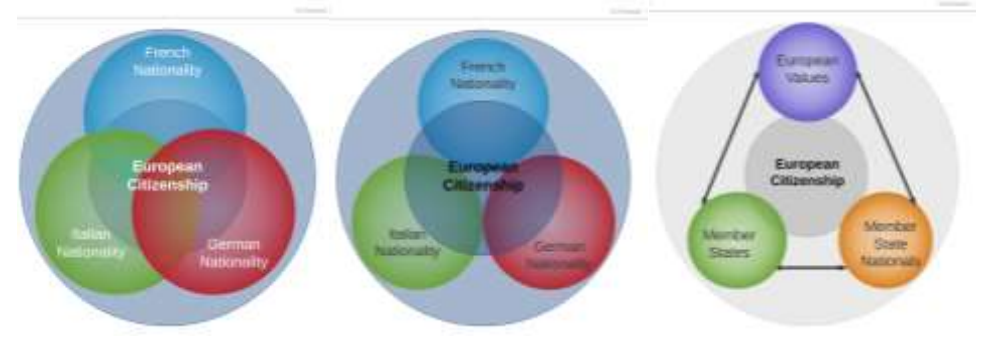 French
Nationality
European
Citizenship
Italian
Nationality
German
Nationality
French
Nationality
European
Citizenship
Italian
Nationality
German
Nationality
European
Values
European
Citizenship
Member
States
Member
State
Nationals